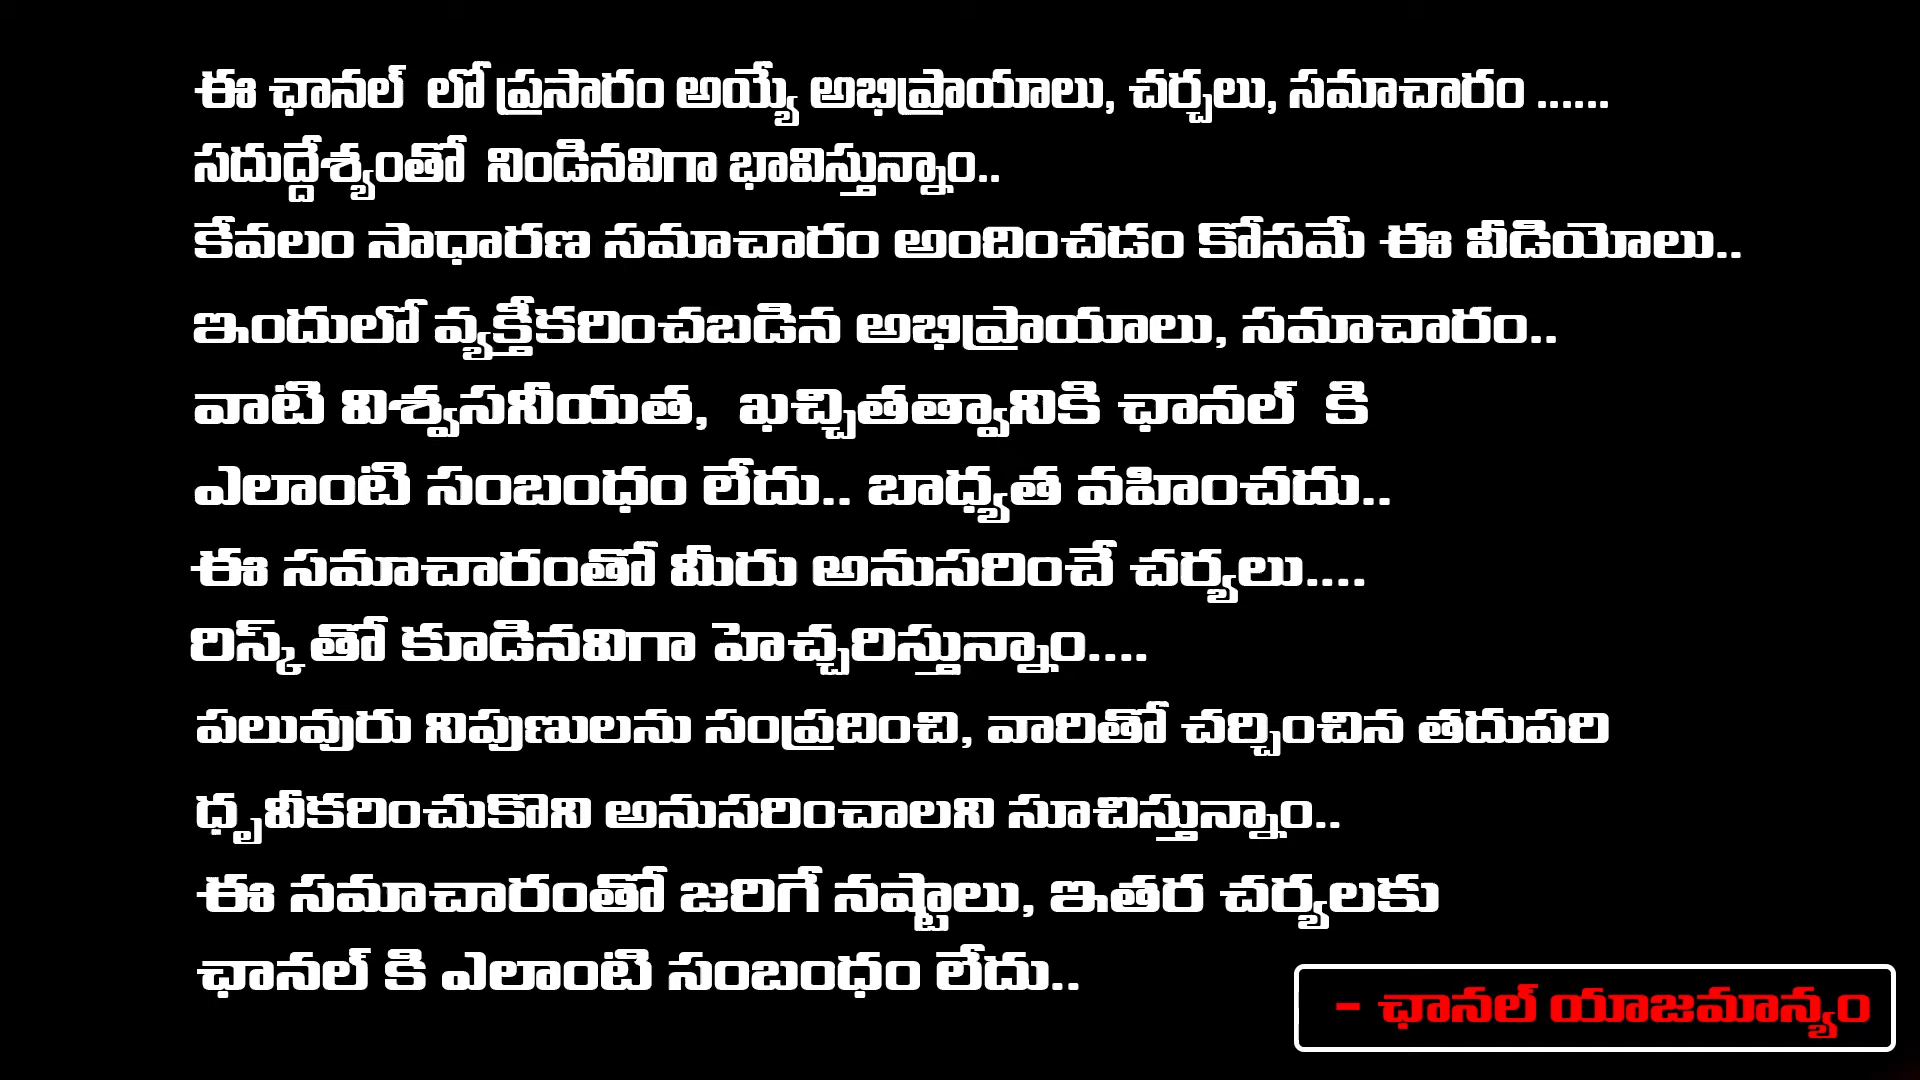 ఈ ఛానల్ లో ప్రసారం అయ్యే అభిప్రాయాలు, చర్చలు, సమాచారం ......
సదుద్దేశ్యంతో నిండినవిగా భావిస్తున్నాం..
కేవలం సాధారణ సమాచారం అందించడం కోసమే ఈ వీడియోలు..
ఇందులో వ్యక్తీకరించబడిన అభిప్రాయాలు, సమాచారం..
వాటి విశ్వసనీయత, ఖచ్చితత్వానికి ఛానల్ కి
ఎలాంటి సంబంధం లేదు.. బాధ్యత వహించదు..
ఈ సమాచారంతో మీరు అనుసరించే చర్యలు....
రిస్క్ తో కూడినవిగా హెచ్చరిస్తున్నాం....
పలువురు నిపుణులను సంప్రదించి, వారితో చర్చించిన తదుపరి
ధృవీకరించుకొని అనుసరించాలని సూచిస్తున్నాం..
ఈ సమాచారంతో జరిగే నష్టాలు, ఇతర చర్యలకు
ఛానల్ కి ఎలాంటి సంబంధం లేదు..
- ఛానల్ యాజమాన్యం